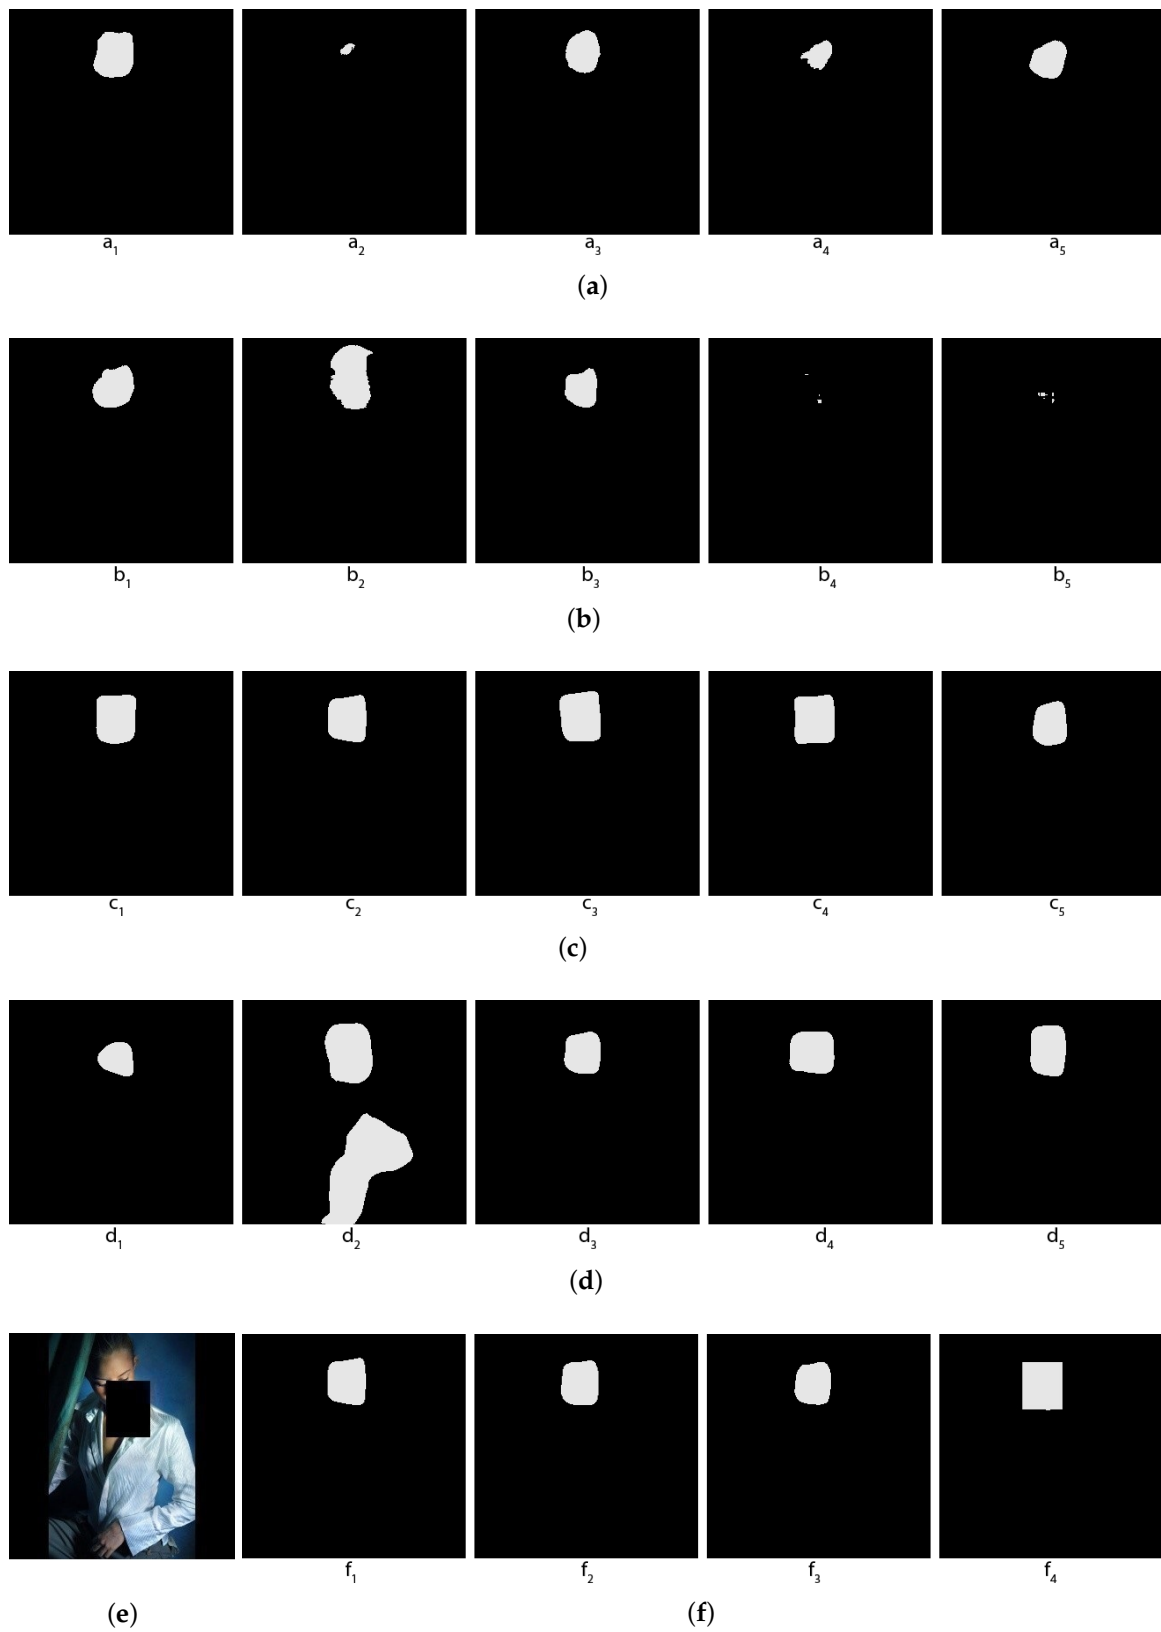 a1 a2 a3 a4 a5
(a)
b1 b2 b3 b4 b5
(b)
c1 c2 c3 c4 c5
(c)
d1 d2 d3 d4 d5
(d)
f1 f2 f3 f4
(e) (f)